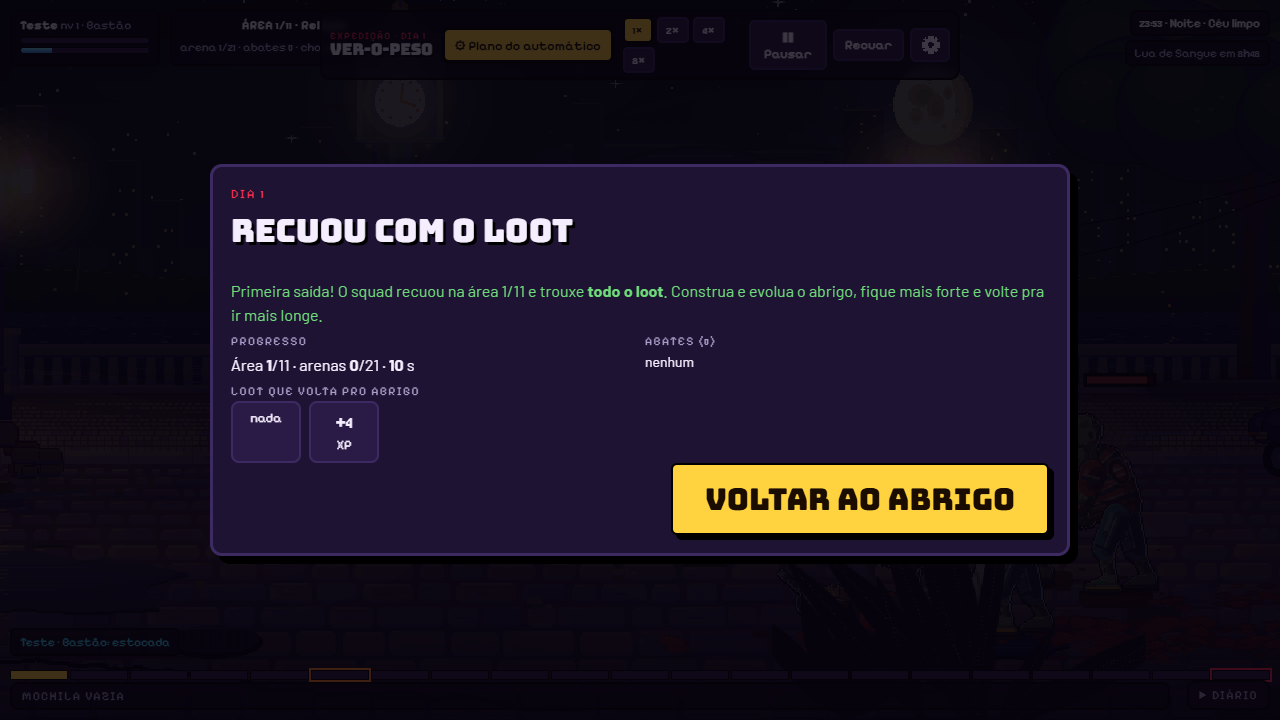 Teste nv 1 · Bastão
ÁREA 1/11 · Rel
arena 1/21 · abates 0 · cho
EXPEDIÇÃO · DIA 1
VER-O-PESO
⚙ Plano do automático
1×
2×
4×
8×
Pausar
Recuar
23:53 · Noite · Céu limpo
Lua de Sangue em
DIA 1
RECUOU COM O LOOT
Primeira saída! O squad recuou na área 1/11 e trouxe todo o loot. Construa e evolua o abrigo, fique mais forte e volte pra
ir mais longe.
PROGRESSO
Área 1/11 · arenas 0/21 · 10 s
ABATES (0)
nenhum
LOOT QUE VOLTA PRO ABRIGO
nada
+4
XP
VOLTAR AO ABRIGO
Teste · Bastão: estocada
MOCHILA VAZIA
▶ DIÁRIO